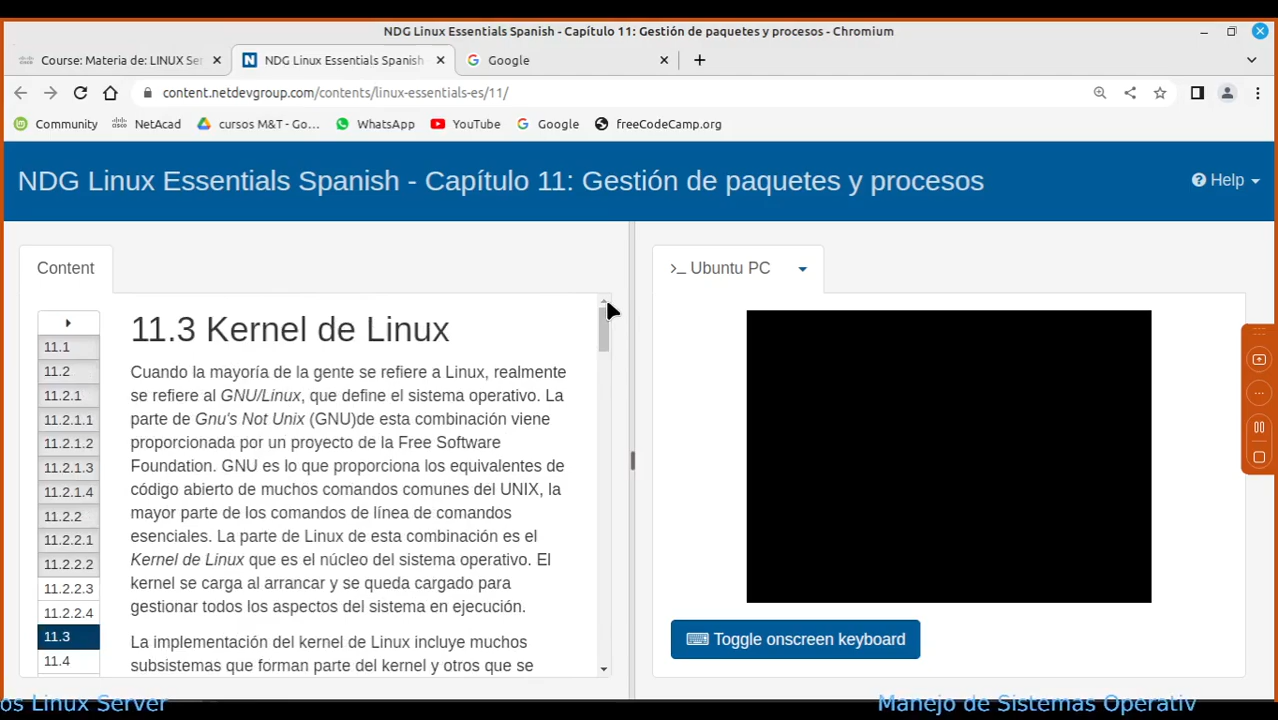 NDG Linux Essentials Spanish - Capítulo 11: Gestión de paquetes y procesos - Chromium
Course: Materia de: LINUX Ser
NDG Linux Essentials Spanish
Google
content.netdevgroup.com/contents/linux-essentials-es/11/
Community
NetAcad
cursos M&T - Go...
WhatsApp
YouTube
Google
freeCodeCamp.org
NDG Linux Essentials Spanish - Capítulo 11: Gestión de paquetes y procesos
Help
Content
11.1
11.2
11.2.1
11.2.1.1
11.2.1.2
11.2.1.3
11.2.1.4
11.2.2
11.2.2.1
11.2.2.2
11.2.2.3
11.2.2.4
11.3
11.4
11.3 Kernel de Linux
Cuando la mayoría de la gente se refiere a Linux, realmente
se refiere al GNU/Linux, que define el sistema operativo. La
parte de Gnu's Not Unix (GNU)de esta combinación viene
proporcionada por un proyecto de la Free Software
Foundation. GNU es lo que proporciona los equivalentes de
código abierto de muchos comandos comunes del UNIX, la
mayor parte de los comandos de línea de comandos
esenciales. La parte de Linux de esta combinación es el
Kernel de Linux que es el núcleo del sistema operativo. El
kernel se carga al arrancar y se queda cargado para
gestionar todos los aspectos del sistema en ejecución.
La implementación del kernel de Linux incluye muchos
subsistemas que forman parte del kernel y otros que se
>_ Ubuntu PC
Toggle onscreen keyboard
os Linux Server
Manejo de Sistemas Operativ